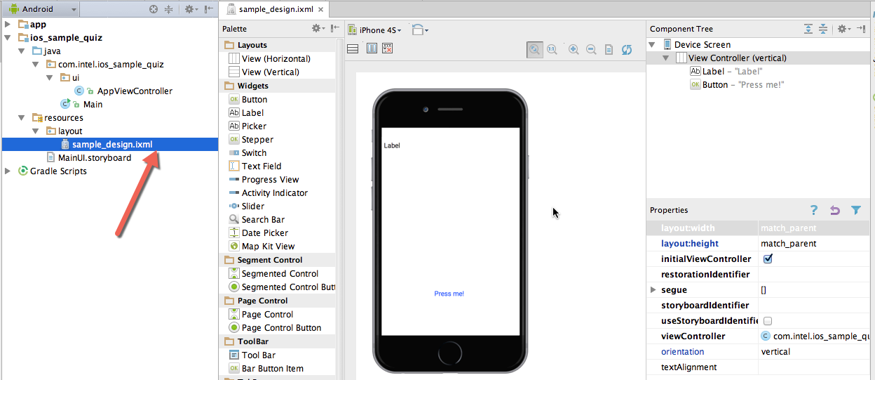 Android
app
ios_sample_quiz
java
com.intel.ios_sample_quiz
ui
AppViewController
Main
resources
layout
sample_design.ixml
MainUI.storyboard
Gradle Scripts
sample_design.ixml
Palette
Layouts
View (Horizontal)
View (Vertical)
Widgets
Button
Label
Picker
Stepper
Switch
Text Field
Progress View
Activity Indicator
Slider
Search Bar
Date Picker
Map Kit View
Segment Control
Segmented Control
Segmented Control Butt
Page Control
Page Control
Page Control Button
ToolBar
Tool Bar
Bar Button Item
iPhone 4S
Label
Press me!
Component Tree
Device Screen
View Controller (vertical)
Label – "Label"
Button – "Press me!"
Properties
layout:width match_parent
layout:height match_parent
initialViewController
restorationIdentifier
segue []
storyboardIdentifier
useStoryboardIdentifie
viewController com.intel.ios_sample_qu
orientation vertical
textAlignment